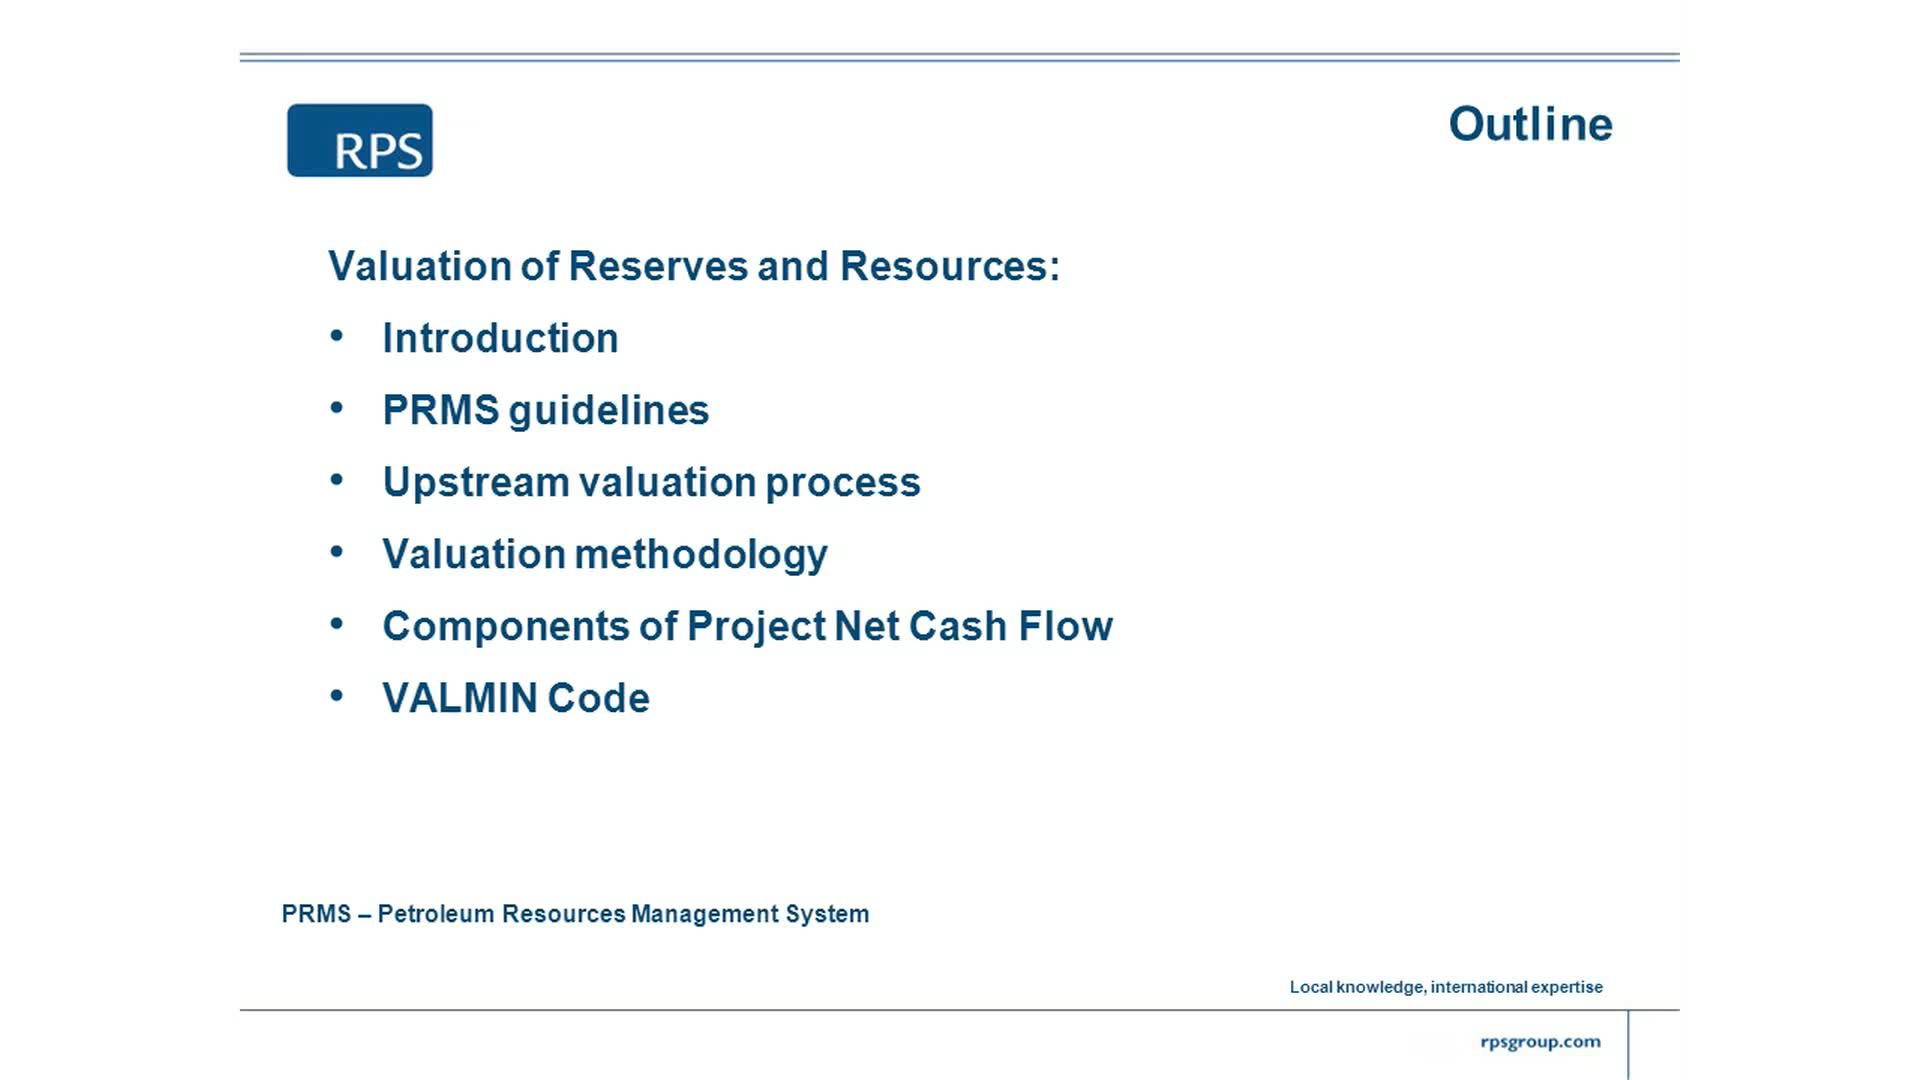 RPS
Outline
Valuation of Reserves and Resources:
• Introduction
• PRMS guidelines
• Upstream valuation process
• Valuation methodology
• Components of Project Net Cash Flow
• VALMIN Code
PRMS – Petroleum Resources Management System
Local knowledge, international expertise
rpsgroup.com